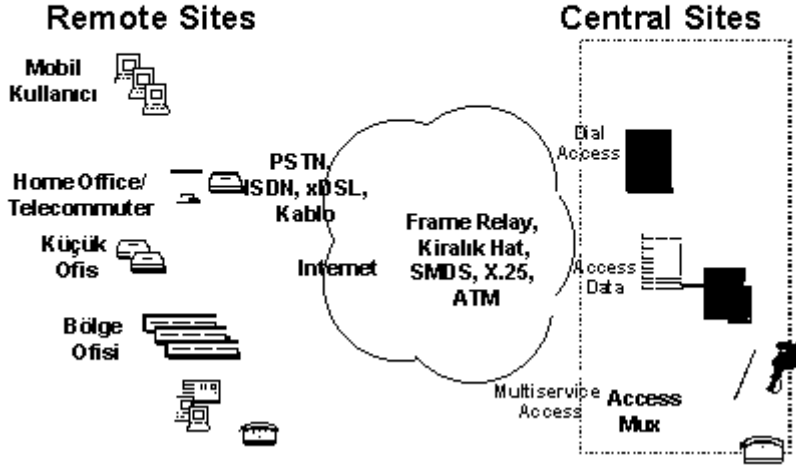 Remote Sites
Central Sites
Mobil
Kullanıcı
Home Office/
Telecommuter
Küçük
Ofis
Bölge
Ofisi
PSTN,
ISDN, xDSL,
Kablo
Internet
Frame Relay,
Kiralık Hat,
SMDS, X.25,
ATM
Dial
Access
Access
Data
Multiservice
Access
Access
Mux